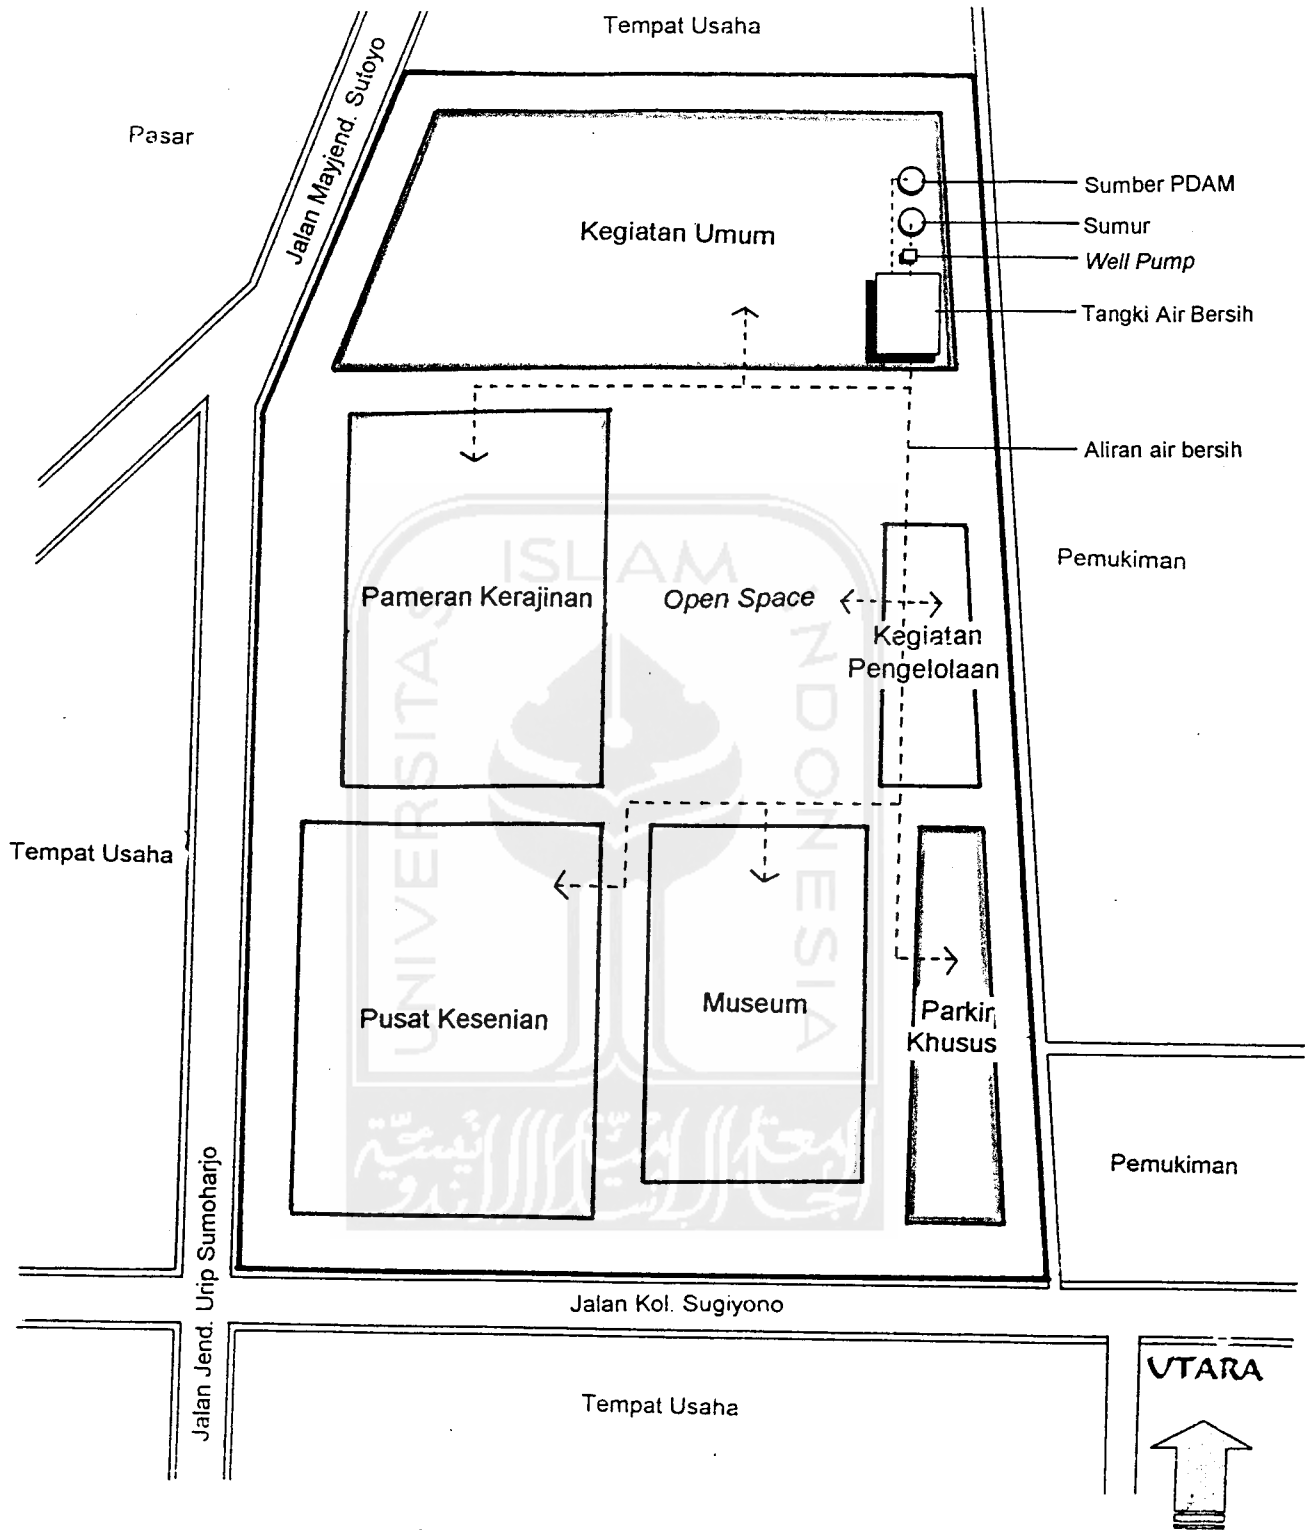 Tempat Usaha
Jalan Mayjend. Sutoyo
Pasar
Sumber PDAM
Kegiatan Umum
Sumur
Well Pump
Tangki Air Bersih
Aliran air bersih
ISLAM
Pemukiman
Pameran Kerajinan
Open Space
UNIVERSITAS
INDONESIA
Kegiatan
Pengelolaan
Tempat Usaha
Pusat Kesenian
Museum
Parkir
Khusus
Pemukiman
Jalan Jend. Urip Sumoharjo
Jalan Kol. Sugiyono
UTARA
Tempat Usaha